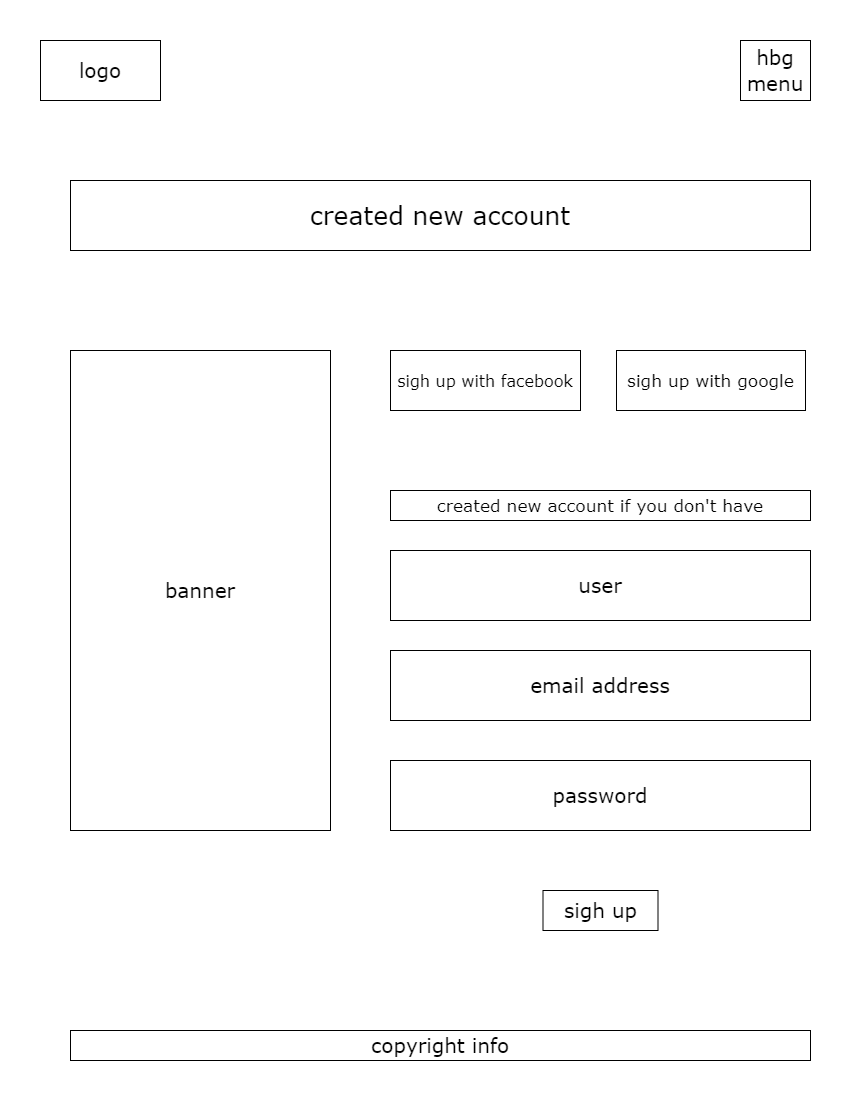 logo
hbg
menu
created new account
sigh up with facebook
sigh up with google
banner
created new account if you don't have
user
email address
password
sigh up
copyright info